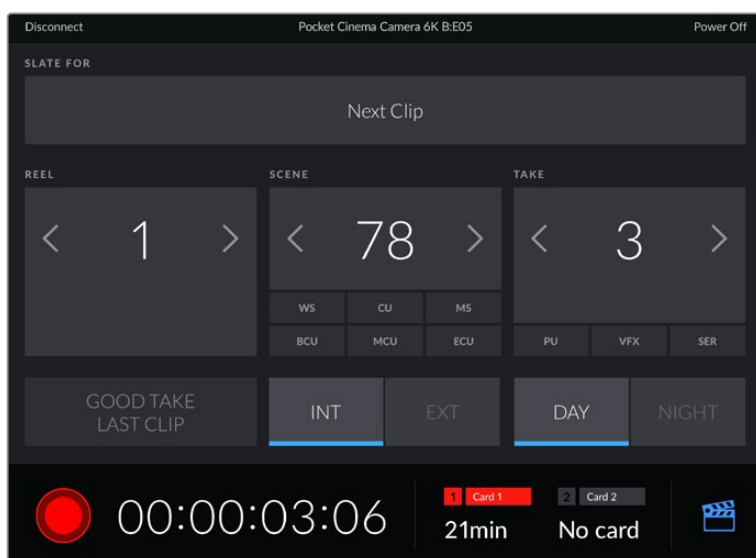 Disconnect Pocket Cinema Camera 6K B:E05 Power Off
SLATE FOR
Next Clip
REEL SCENE TAKE
1 78 3
WS CU MS
BCU MCU ECU PU VFX SER
GOOD TAKE
LAST CLIP
INT EXT DAY NIGHT
1 Card 1 2 Card 2
00:00:03:06 21min No card